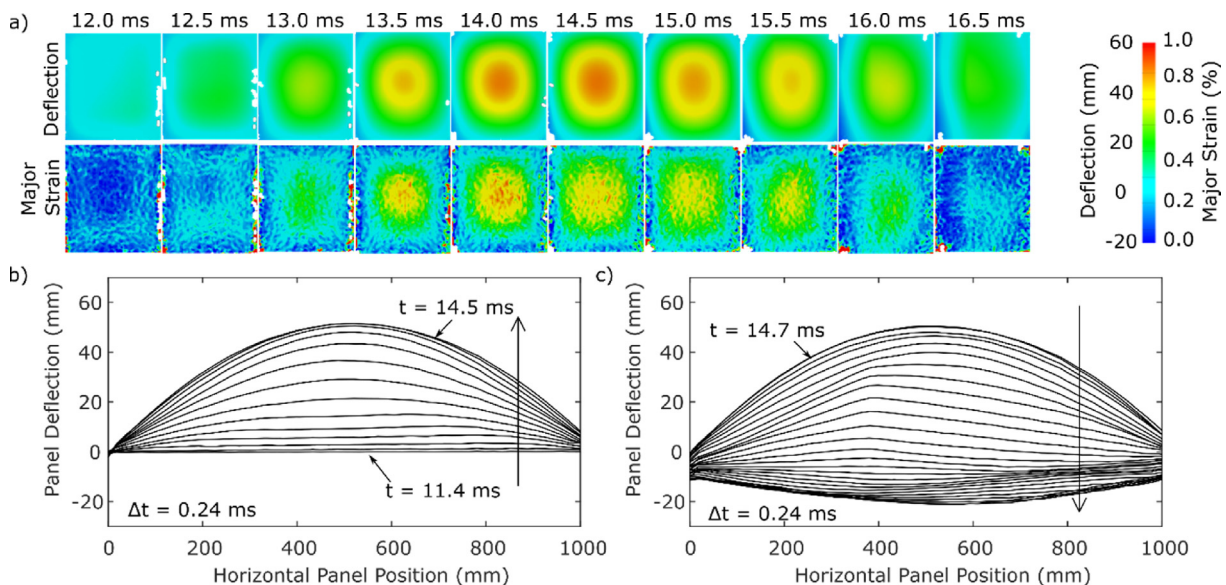 a)
12.0 ms 12.5 ms 13.0 ms 13.5 ms 14.0 ms 14.5 ms 15.0 ms 15.5 ms 16.0 ms 16.5 ms
Deflection
Major
Strain
Deflection (mm)
60
40
20
0
-20
1.0
0.8
0.6
0.4
0.2
0.0
Major Strain (%)
b)
Panel Deflection (mm)
60
40
20
0
-20
t = 14.5 ms
t = 11.4 ms
Δt = 0.24 ms
0 200 400 600 800 1000
Horizontal Panel Position (mm)
c)
Panel Deflection (mm)
60
40
20
0
-20
t = 14.7 ms
Δt = 0.24 ms
0 200 400 600 800 1000
Horizontal Panel Position (mm)